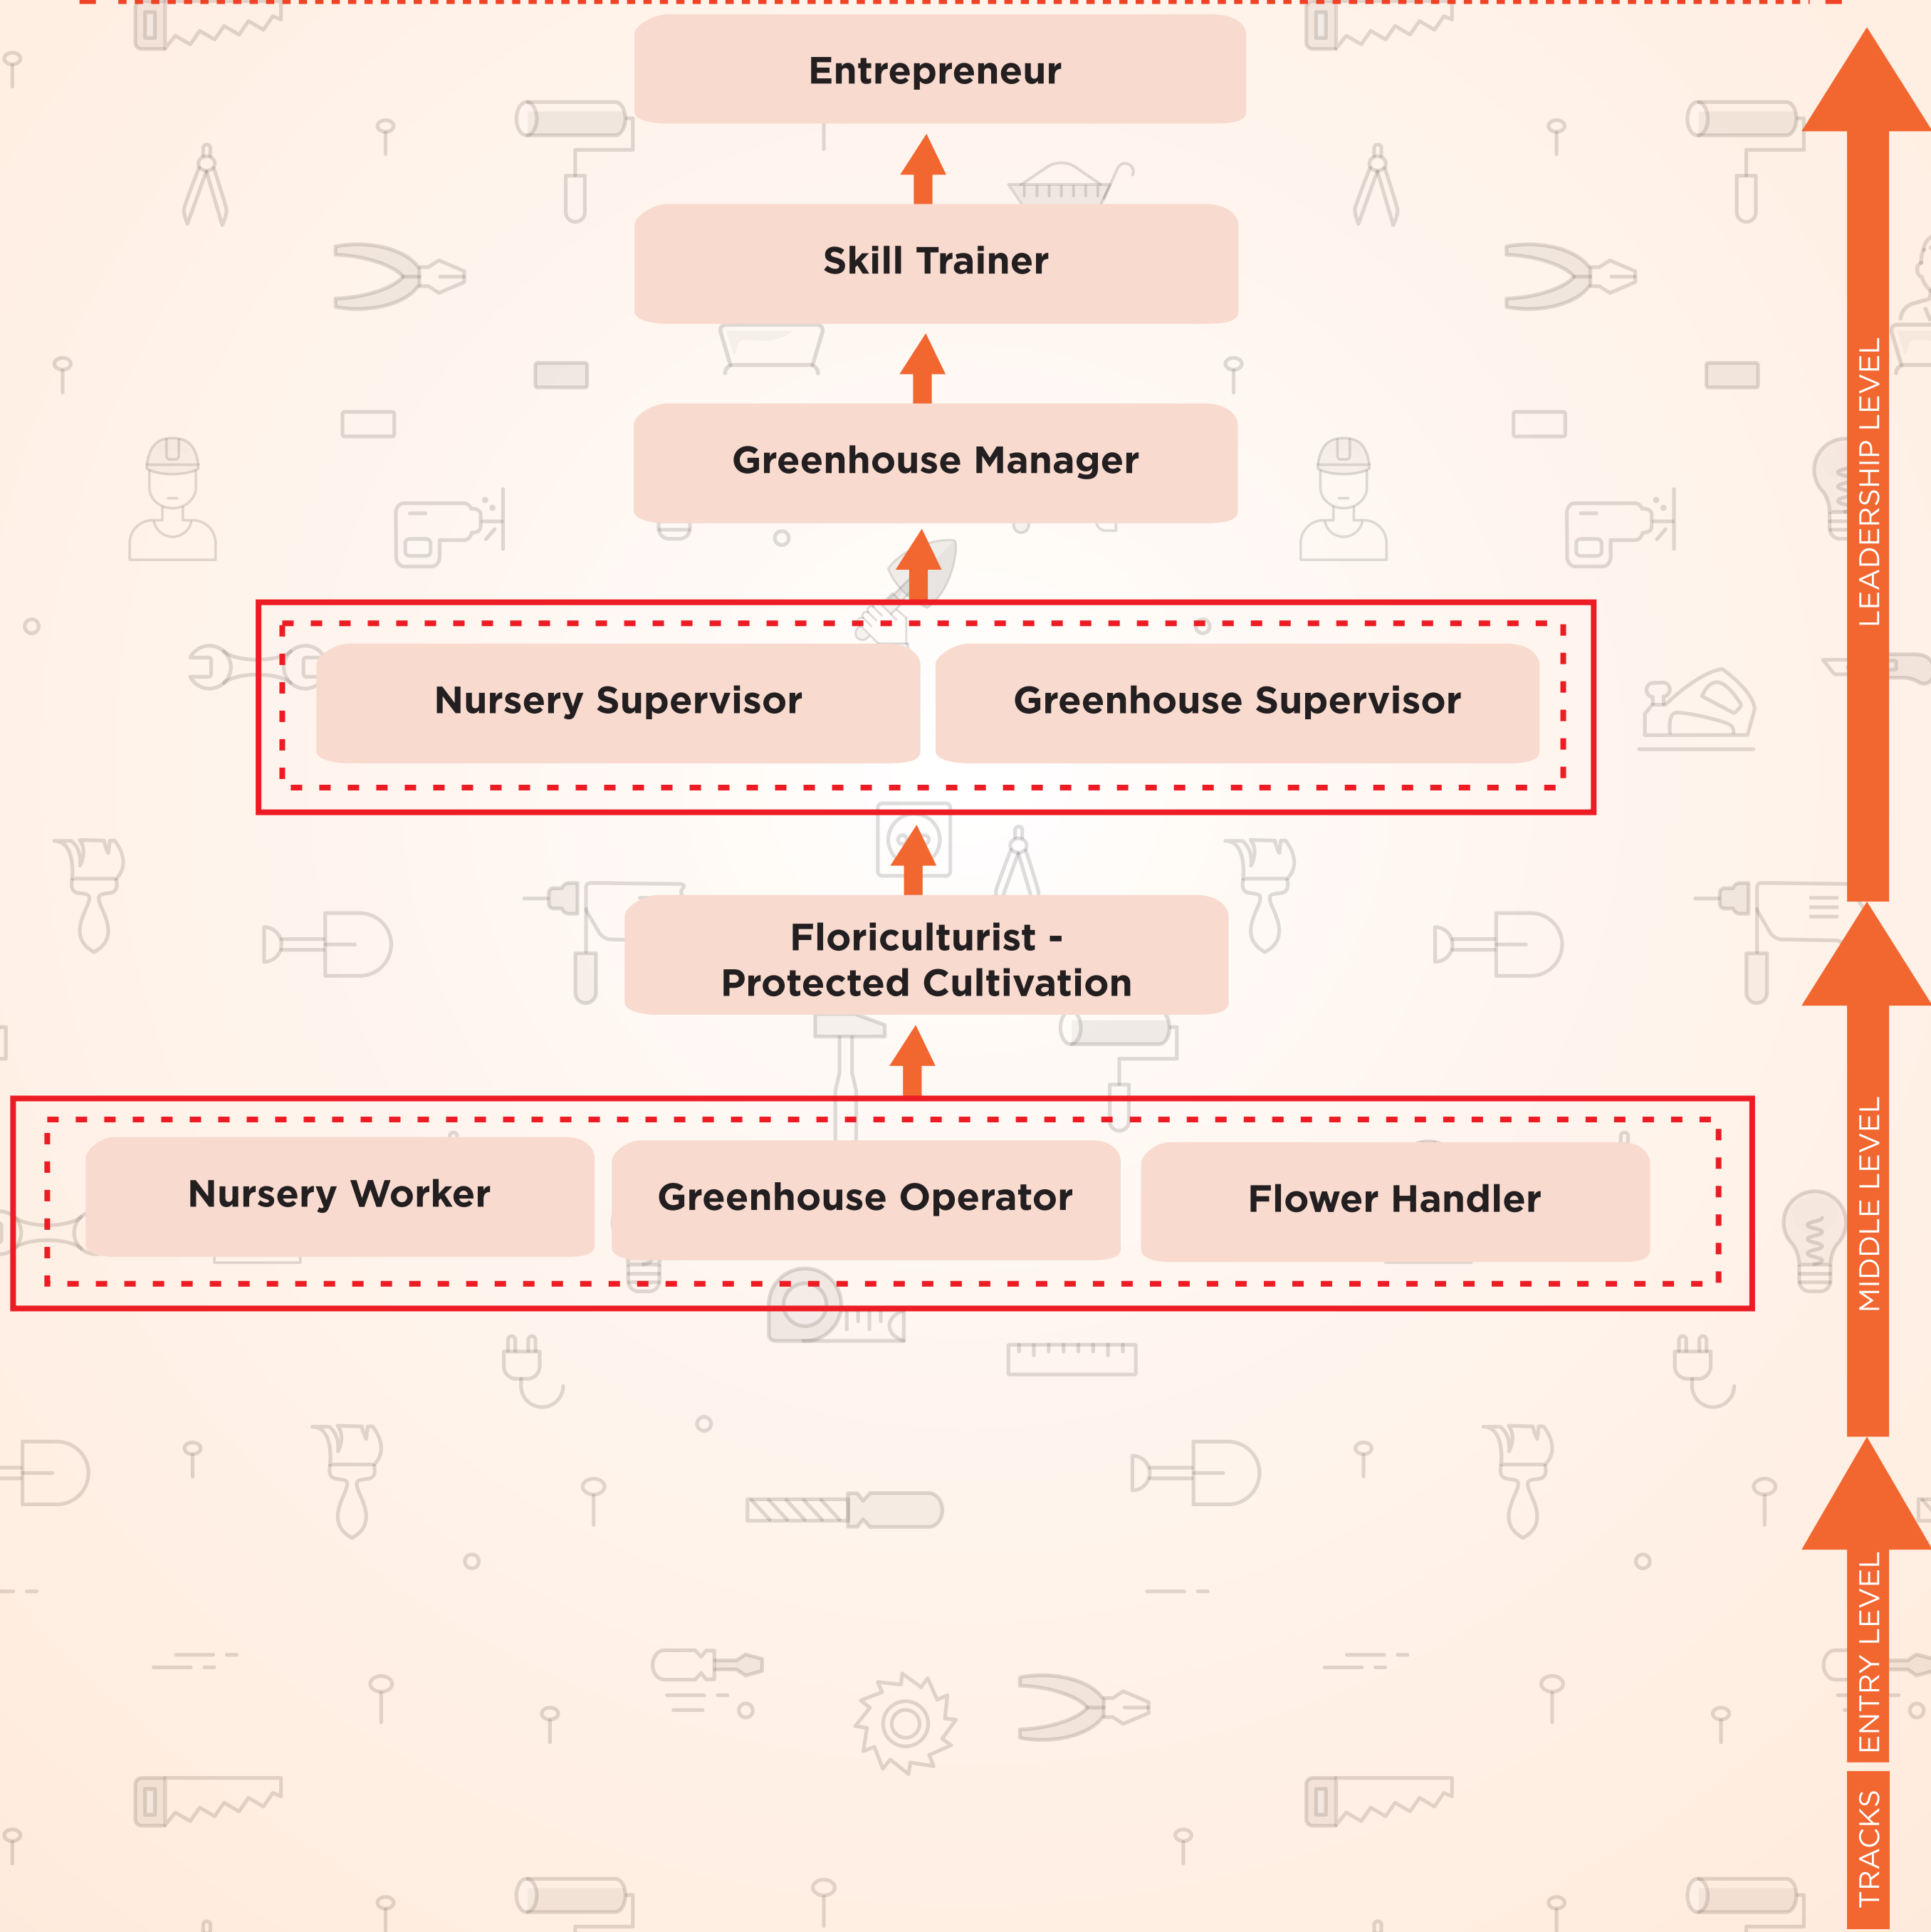 Entrepreneur
Skill Trainer
Greenhouse Manager
Nursery Supervisor
Greenhouse Supervisor
Floriculturist -
Protected Cultivation
Nursery Worker
Greenhouse Operator
Flower Handler
LEADERSHIP LEVEL
MIDDLE LEVEL
ENTRY LEVEL
TRACKS